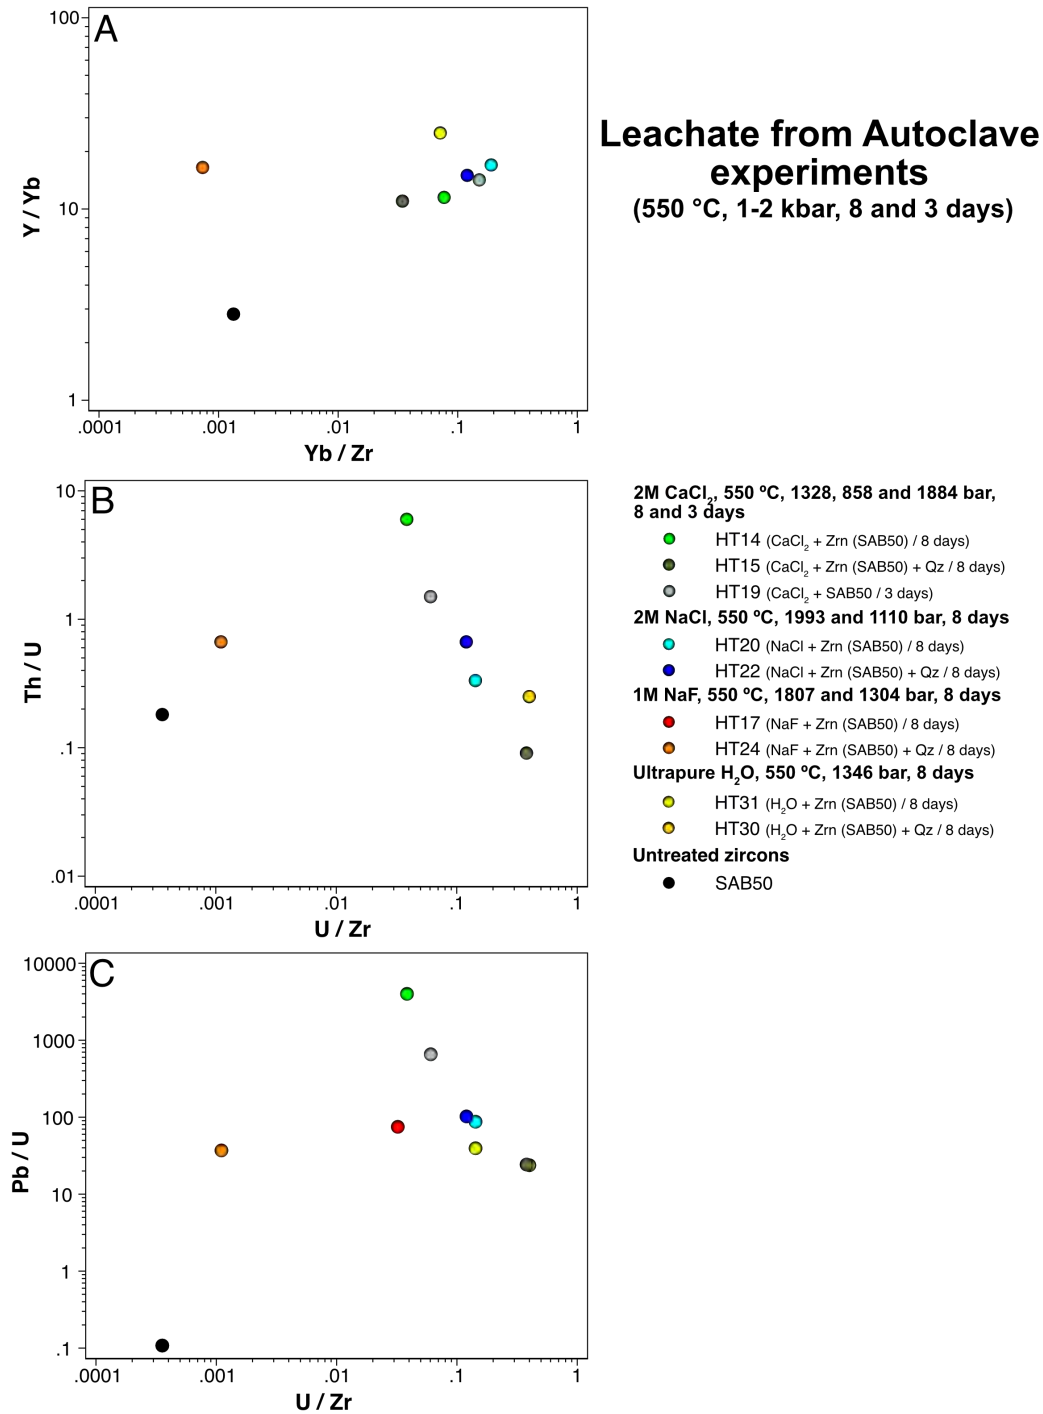 A
100
10
1
Y / Yb
.0001 .001 .01 .1 1
Yb / Zr
Leachate from Autoclave
experiments
(550 °C, 1-2 kbar, 8 and 3 days)
B
10
1
.1
.01
Th / U
.0001 .001 .01 .1 1
U / Zr
2M CaCl2, 550 ºC, 1328, 858 and 1884 bar,
8 and 3 days
HT14 (CaCl2 + Zrn (SAB50) / 8 days)
HT15 (CaCl2 + Zrn (SAB50) + Qz / 8 days)
HT19 (CaCl2 + SAB50 / 3 days)
2M NaCl, 550 ºC, 1993 and 1110 bar, 8 days
HT20 (NaCl + Zrn (SAB50) / 8 days)
HT22 (NaCl + Zrn (SAB50) + Qz / 8 days)
1M NaF, 550 ºC, 1807 and 1304 bar, 8 days
HT17 (NaF + Zrn (SAB50) / 8 days)
HT24 (NaF + Zrn (SAB50) + Qz / 8 days)
Ultrapure H2O, 550 ºC, 1346 bar, 8 days
HT31 (H2O + Zrn (SAB50) / 8 days)
HT30 (H2O + Zrn (SAB50) + Qz / 8 days)
Untreated zircons
SAB50
C
10000
1000
100
10
1
.1
Pb / U
.0001 .001 .01 .1 1
U / Zr